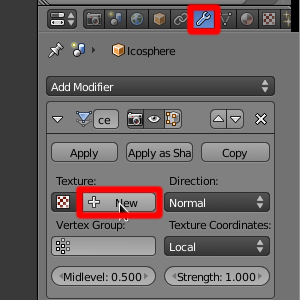 Icosphere
Add Modifier
ce
Apply Apply as Sha Copy
Texture: Direction:
New Normal
Vertex Group: Texture Coordinates:
Local
Midlevel: 0.500 Strength: 1.000